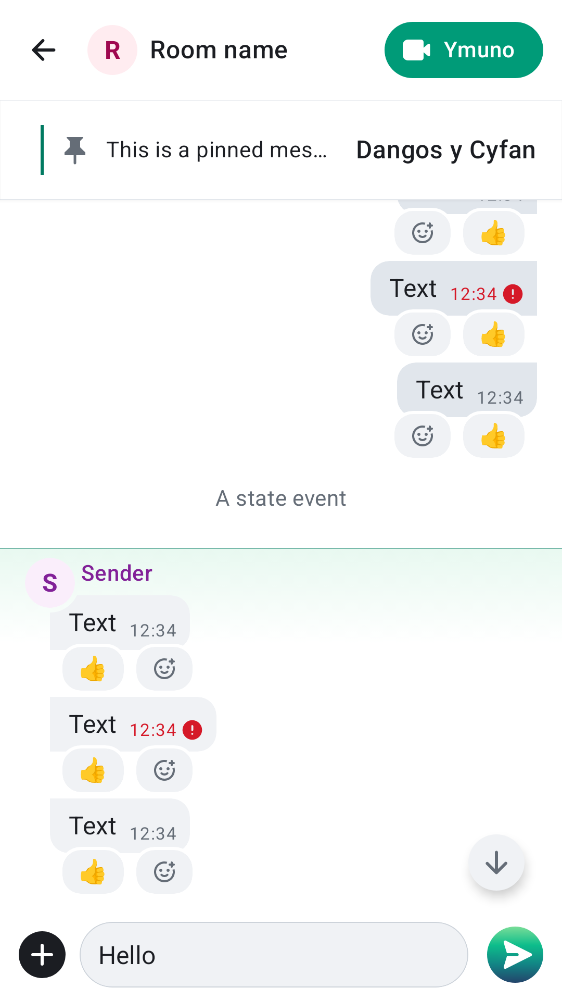 R Room name Ymuno
This is a pinned mes... Dangos y Cyfan
Text 12:34
Text 12:34
A state event
S Sender
Text 12:34
Text 12:34
Text 12:34
Hello